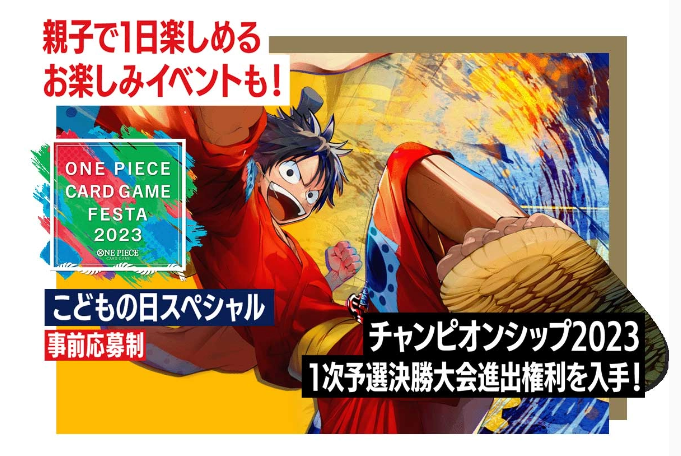 親子で1日楽しめる
お楽しみイベントも!
ONE PIECE
CARD GAME
FESTA
2023
ONE PIECE
CARD GAME
こどもの日スペシャル
事前応募制
チャンピオンシップ2023
1次予選決勝大会進出権利を入手!